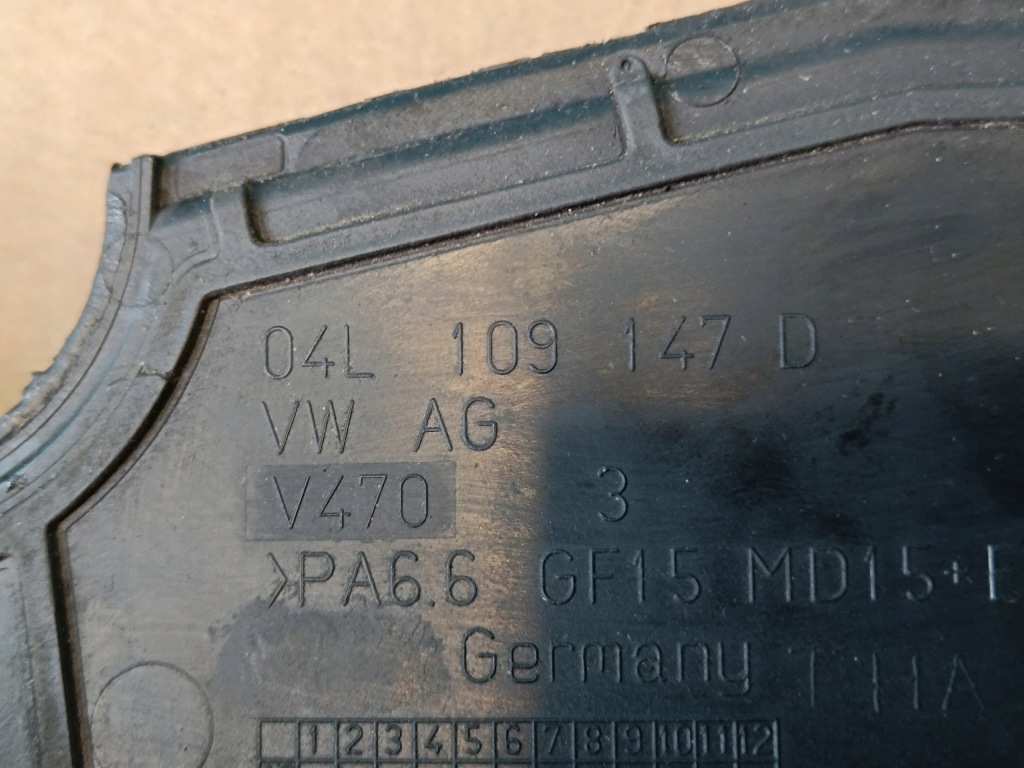 04L 109 147 D
VW AG
V470 3
>PA6.6 GF15 MD15+E
Germany T HA
1 2 3 4 5 6 7 8 9 10 11 12